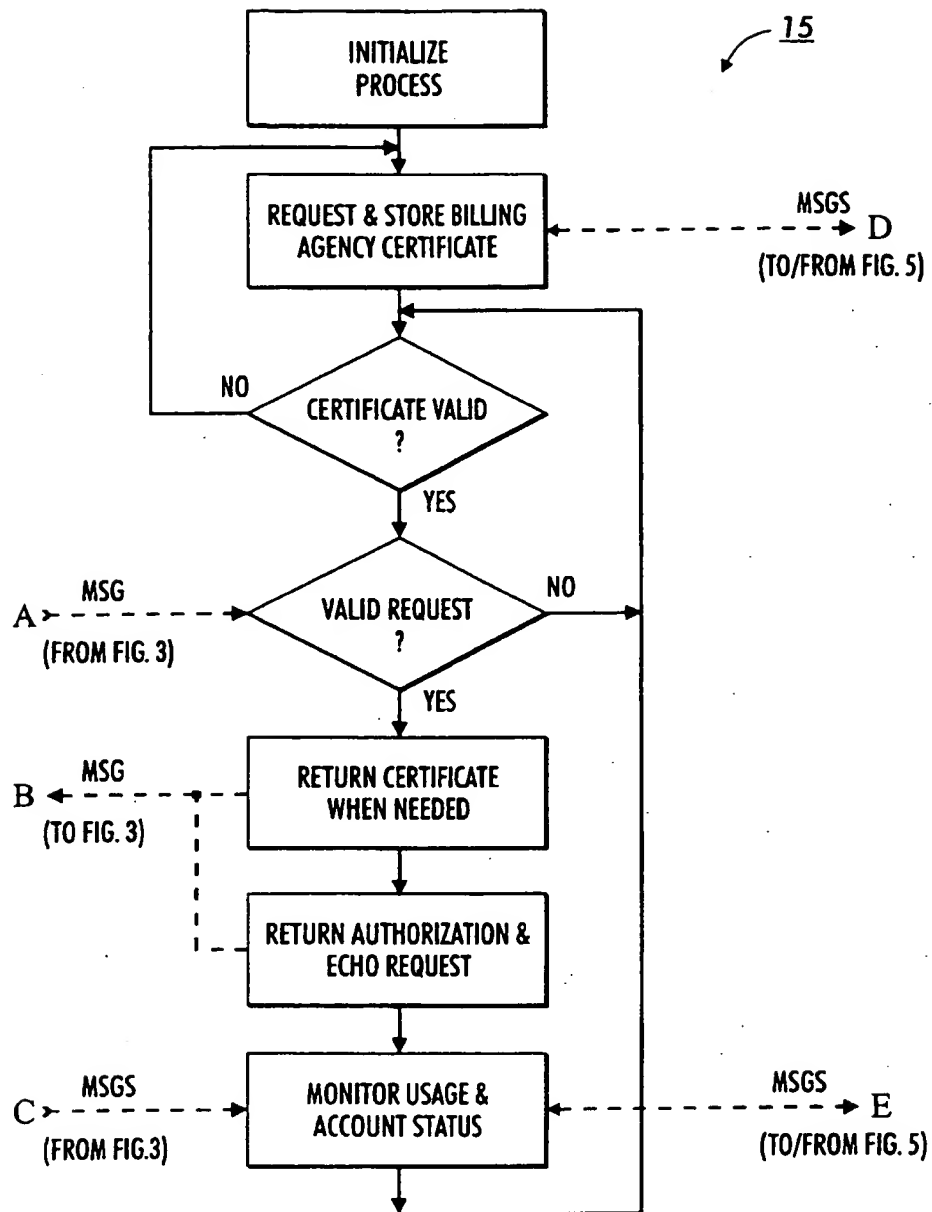 15
INITIALIZE
PROCESS
REQUEST & STORE BILLING
AGENCY CERTIFICATE
MSGS
D
(TO/FROM FIG. 5)
NO
CERTIFICATE VALID
?
YES
MSG
A
(FROM FIG. 3)
VALID REQUEST
?
NO
YES
MSG
B
(TO FIG. 3)
RETURN CERTIFICATE
WHEN NEEDED
RETURN AUTHORIZATION &
ECHO REQUEST
MSGS
C
(FROM FIG.3)
MONITOR USAGE &
ACCOUNT STATUS
MSGS
E
(TO/FROM FIG. 5)